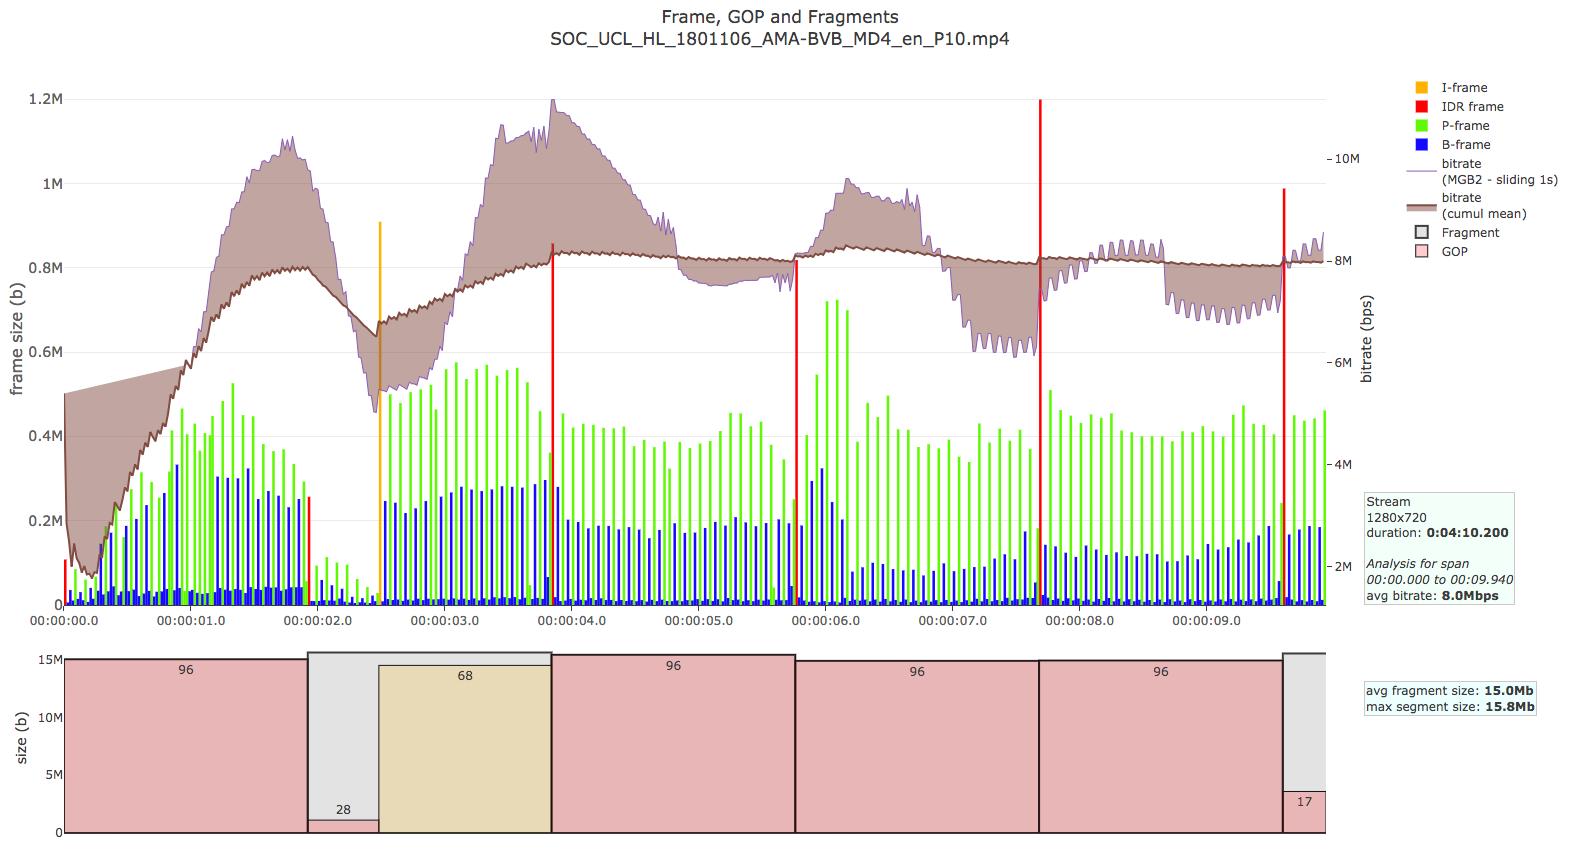 Frame, GOP and Fragments
SOC_UCL_HL_1801106_AMA-BVB_MD4_en_P10.mp4
I-frame
IDR frame
P-frame
B-frame
bitrate
(MGB2 - sliding 1s)
bitrate
(cumul mean)
Fragment
GOP
1.2M
1M
0.8M
0.6M
0.4M
0.2M
0
frame size (b)
10M
8M
6M
4M
2M
bitrate (bps)
00:00:00.0
00:00:01.0
00:00:02.0
00:00:03.0
00:00:04.0
00:00:05.0
00:00:06.0
00:00:07.0
00:00:08.0
00:00:09.0
Stream
1280x720
duration: 0:04:10.200
Analysis for span
00:00.000 to 00:09.940
avg bitrate: 8.0Mbps
15M
10M
5M
0
size (b)
96
28
68
96
96
96
17
avg fragment size: 15.0Mb
max segment size: 15.8Mb